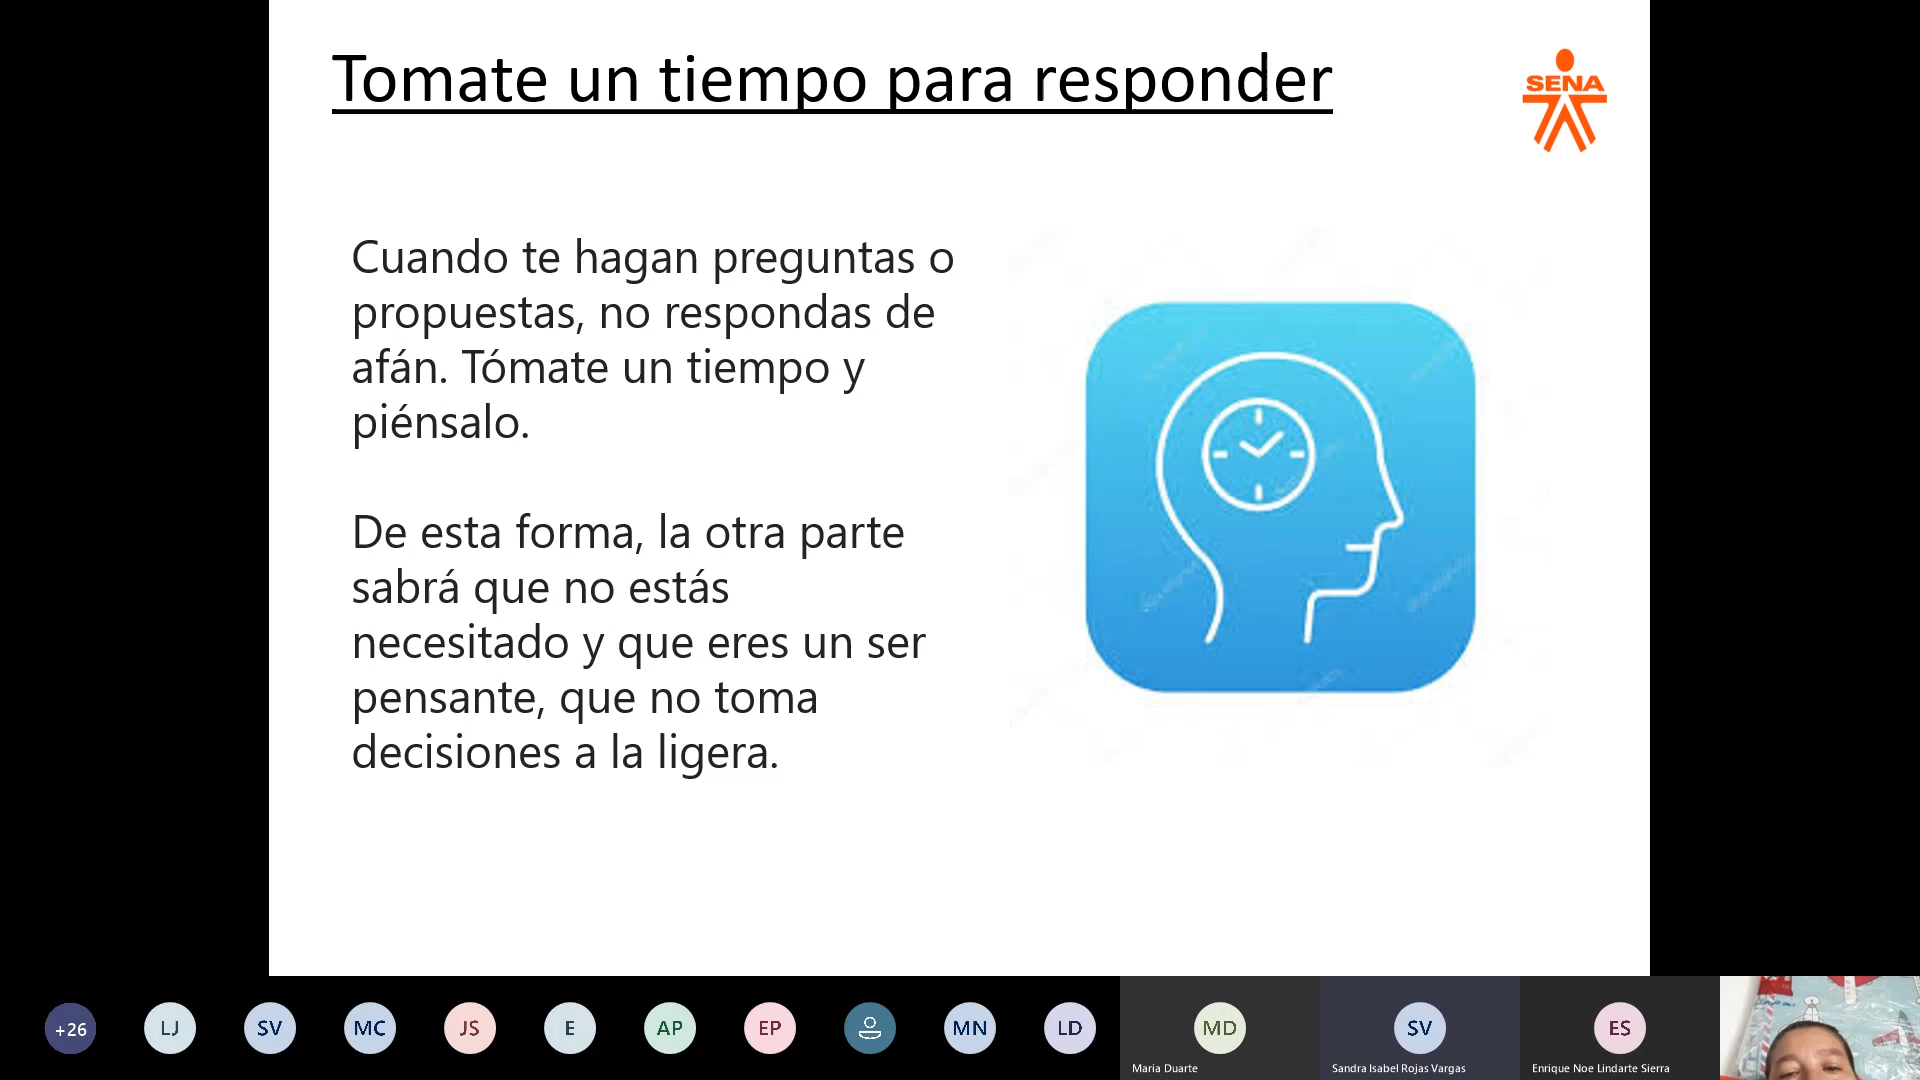 Tomate un tiempo para responder
SENA
Cuando te hagan preguntas o
propuestas, no respondas de
afán. Tómate un tiempo y
piénsalo.
De esta forma, la otra parte
sabrá que no estás
necesitado y que eres un ser
pensante, que no toma
decisiones a la ligera.
+26
LJ
SV
MC
JS
E
AP
EP
MN
LD
MD
Maria Duarte
SV
Sandra Isabel Rojas Vargas
ES
Enrique Noe Lindarte Sierra